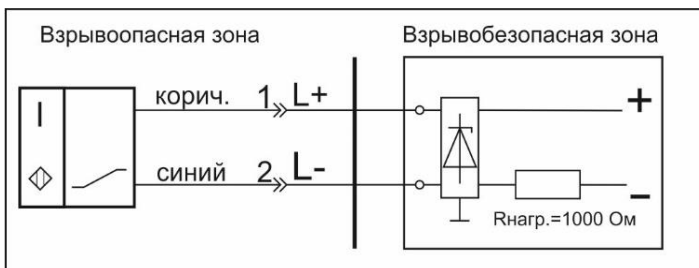 Взрывоопасная зона
Взрывобезопасная зона
корич. 1 L+
+
синий 2 L-
−
Rнагр.=1000 Ом
I